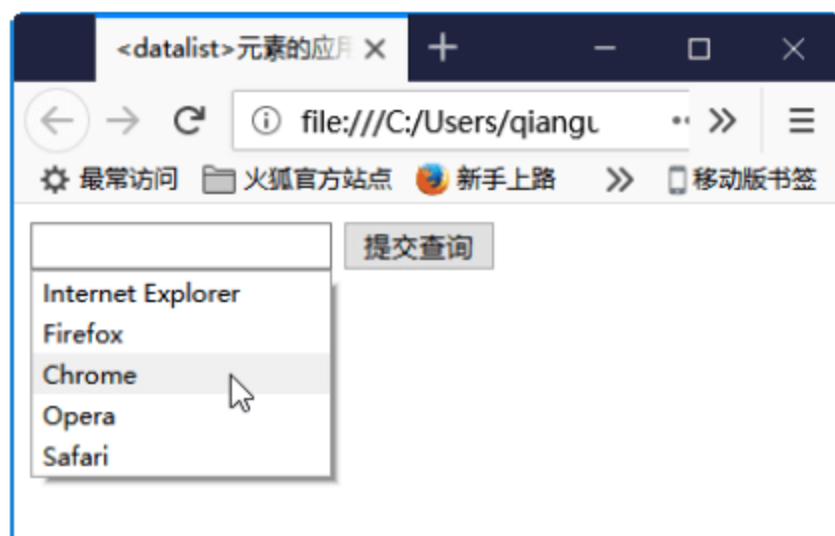 <datalist>元素的应用
file:///C:/Users/qiangu
最常访问 火狐官方站点 新手上路 移动版书签
提交查询
Internet Explorer
Firefox
Chrome
Opera
Safari